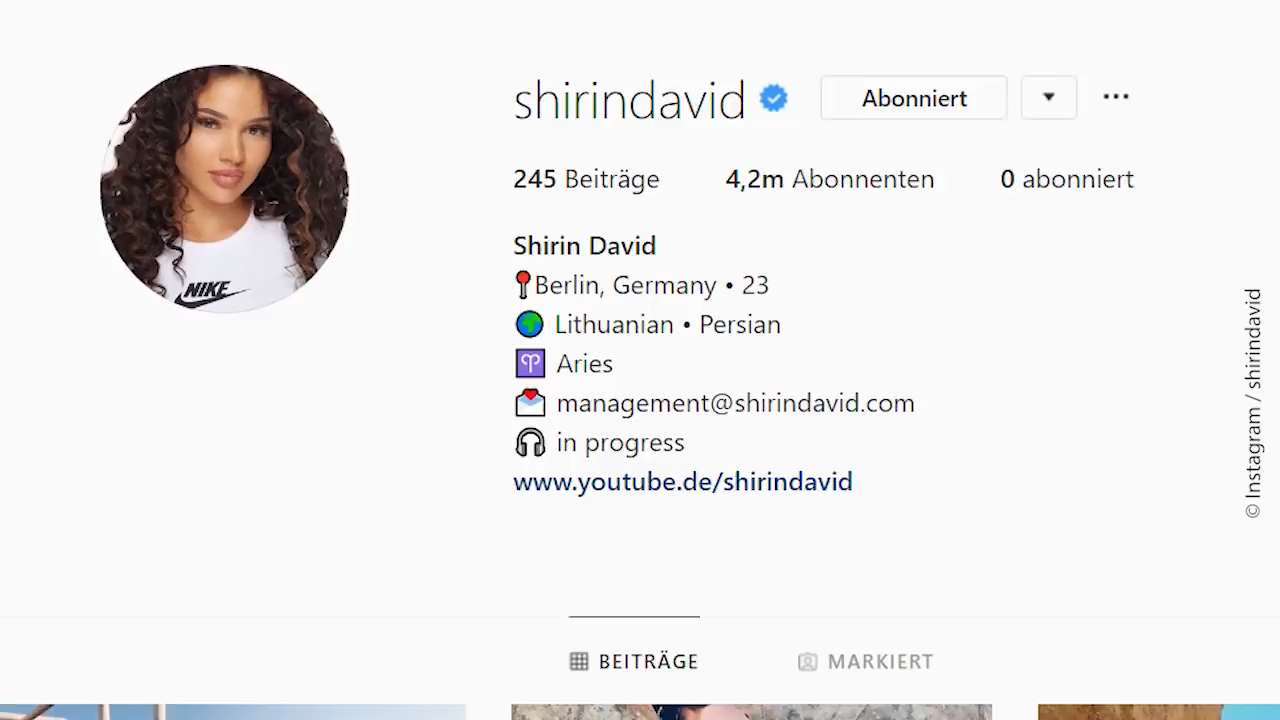 shirindavid Abonniert
245 Beiträge 4,2m Abonnenten 0 abonniert
Shirin David
Berlin, Germany • 23
Lithuanian • Persian
Aries
management@shirindavid.com
in progress
www.youtube.de/shirindavid
BEITRÄGE MARKIERT
NIKE
© Instagram / shirindavid